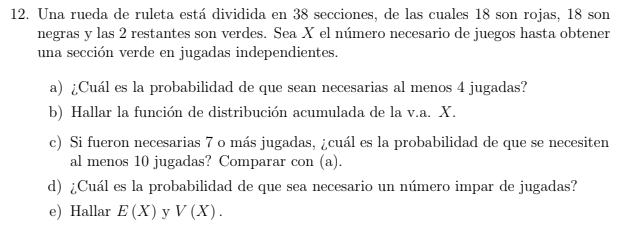 12. Una rueda de ruleta está dividida en 38 secciones, de las cuales 18 son rojas, 18 son
negras y las 2 restantes son verdes. Sea X el número necesario de juegos hasta obtener
una sección verde en jugadas independientes.
a) ¿Cuál es la probabilidad de que sean necesarias al menos 4 jugadas?
b) Hallar la función de distribución acumulada de la v.a. X.
c) Si fueron necesarias 7 o más jugadas, ¿cuál es la probabilidad de que se necesiten
al menos 10 jugadas? Comparar con (a).
d) ¿Cuál es la probabilidad de que sea necesario un número impar de jugadas?
e) Hallar E (X) y V (X) .